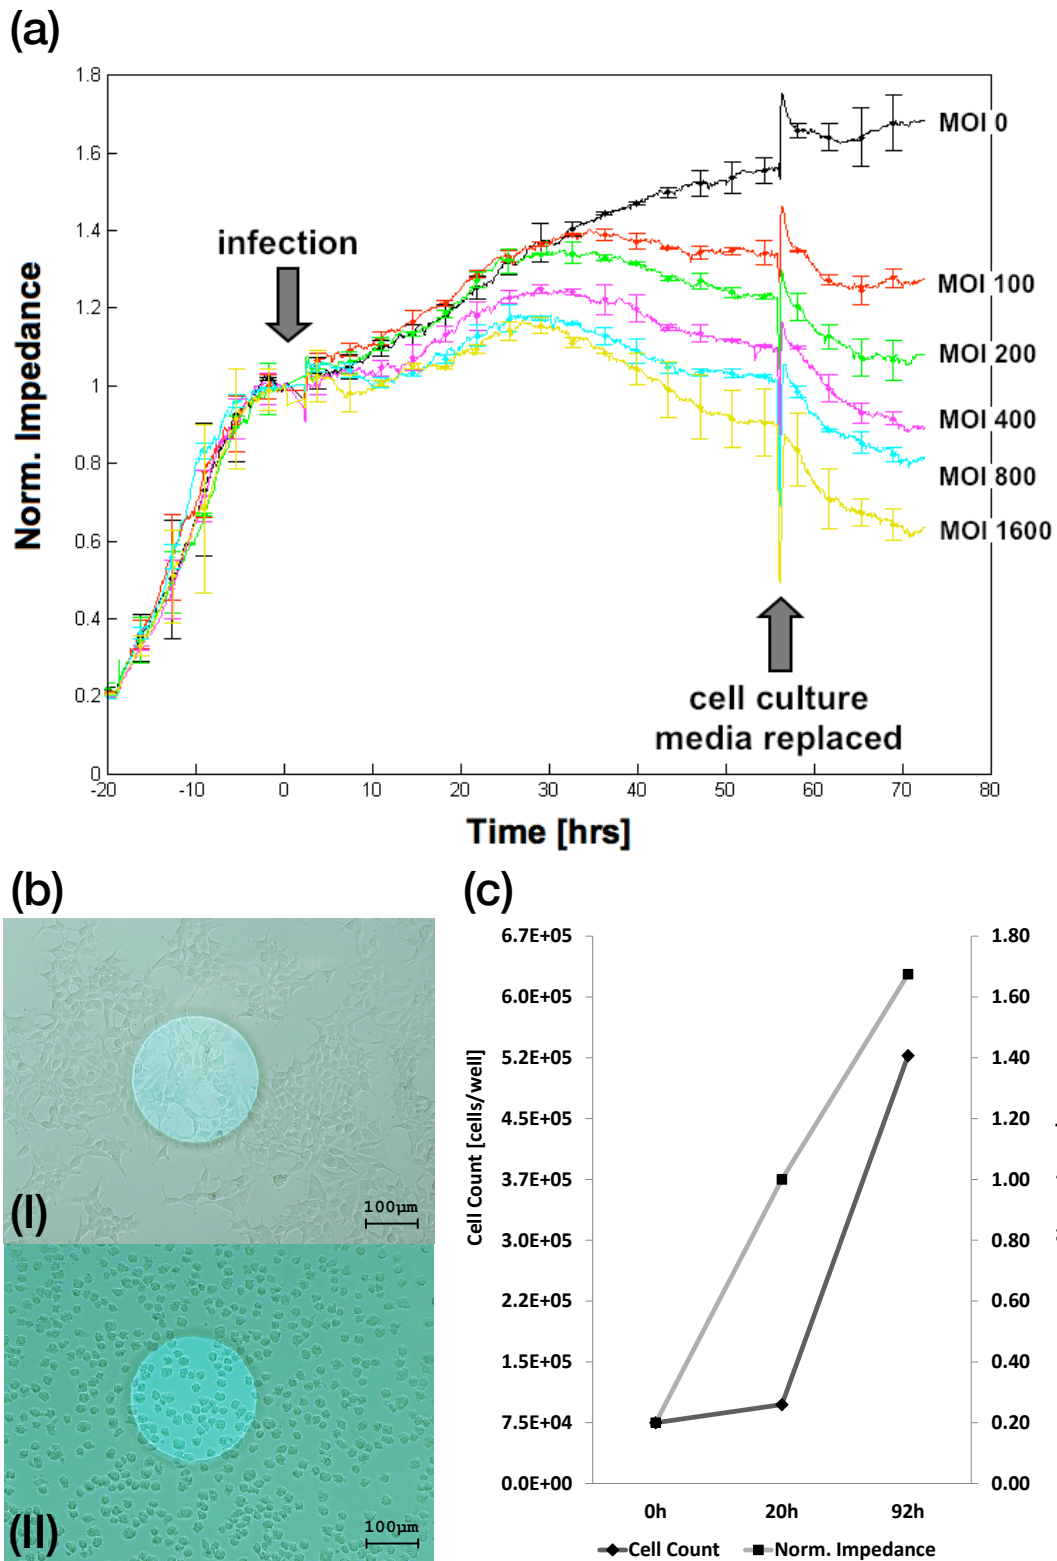 (a)
1.8
1.6
1.4
1.2
1
0.8
0.6
0.4
0.2
0
Norm. Impedance
infection
MOI 0
MOI 100
MOI 200
MOI 400
MOI 800
MOI 1600
cell culture
media replaced
-20
-10
0
10
20
30
40
50
60
70
80
Time [hrs]
(b)
(I)
100µm
(II)
100µm
(c)
6.7E+05
6.0E+05
5.2E+05
4.5E+05
3.7E+05
3.0E+05
2.2E+05
1.5E+05
7.5E+04
0.0E+00
Cell Count [cells/well]
1.80
1.60
1.40
1.20
1.00
0.80
0.60
0.40
0.20
0.00
0h
20h
92h
Cell Count
Norm. Impedance